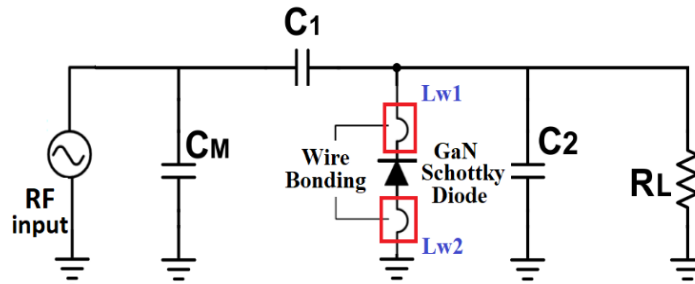 C1
Lw1
CM
Wire
Bonding
GaN
Schottky
Diode
C2
RL
RF
input
Lw2